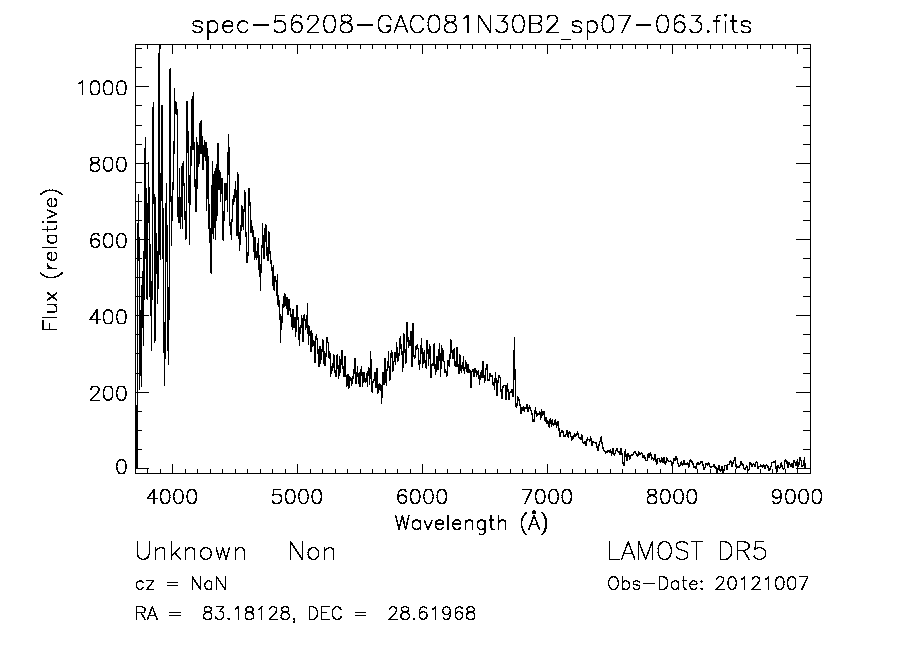 spec-56208-GAC081N30B2_sp07-063.fits
Flux (relative)
1000
800
600
400
200
0
4000 5000 6000 7000 8000 9000
Wavelength (Å)
Unknown Non LAMOST DR5
cz = NaN Obs-Date: 20121007
RA = 83.18128, DEC = 28.61968